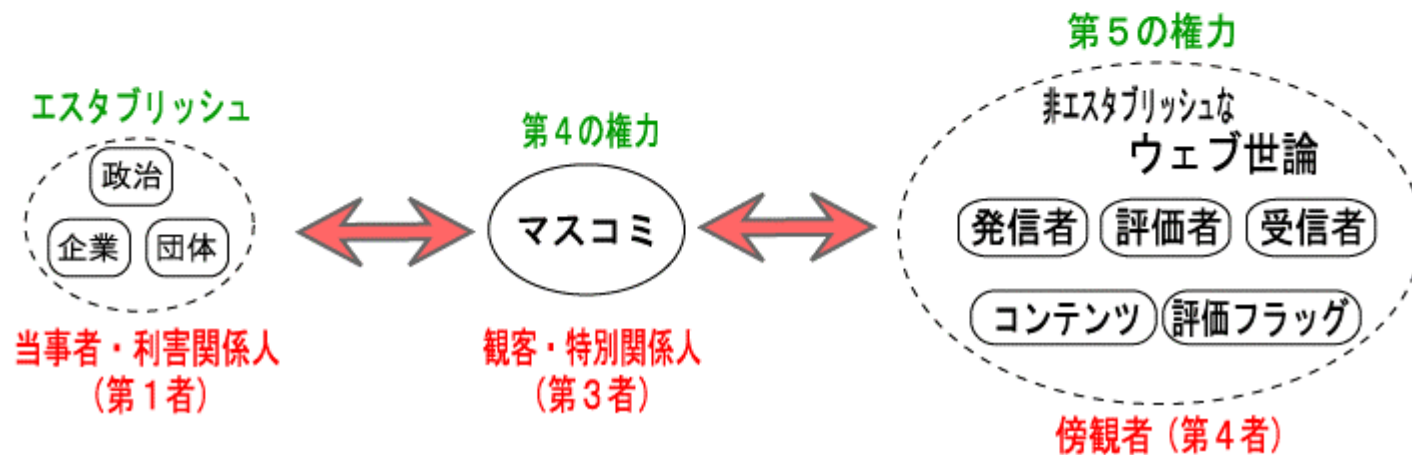 エスタブリッシュ
政治
企業
団体
当事者・利害関係人
(第1者)
第4の権力
マスコミ
観客・特別関係人
(第3者)
第5の権力
非エスタブリッシュな
ウェブ世論
発信者
評価者
受信者
コンテンツ
評価フラッグ
傍観者(第4者)